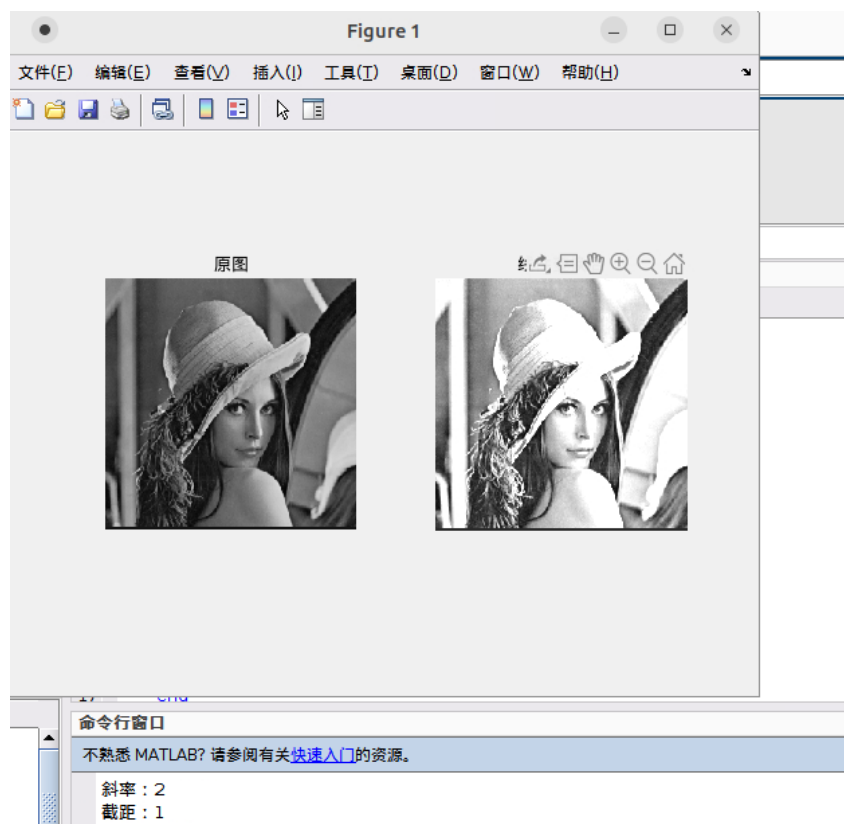 Figure 1
文件(F) 编辑(E) 查看(V) 插入(I) 工具(T) 桌面(D) 窗口(W) 帮助(H)
原图
命令行窗口
不熟悉 MATLAB? 请参阅有关快速入门的资源。
斜率：2
截距：1